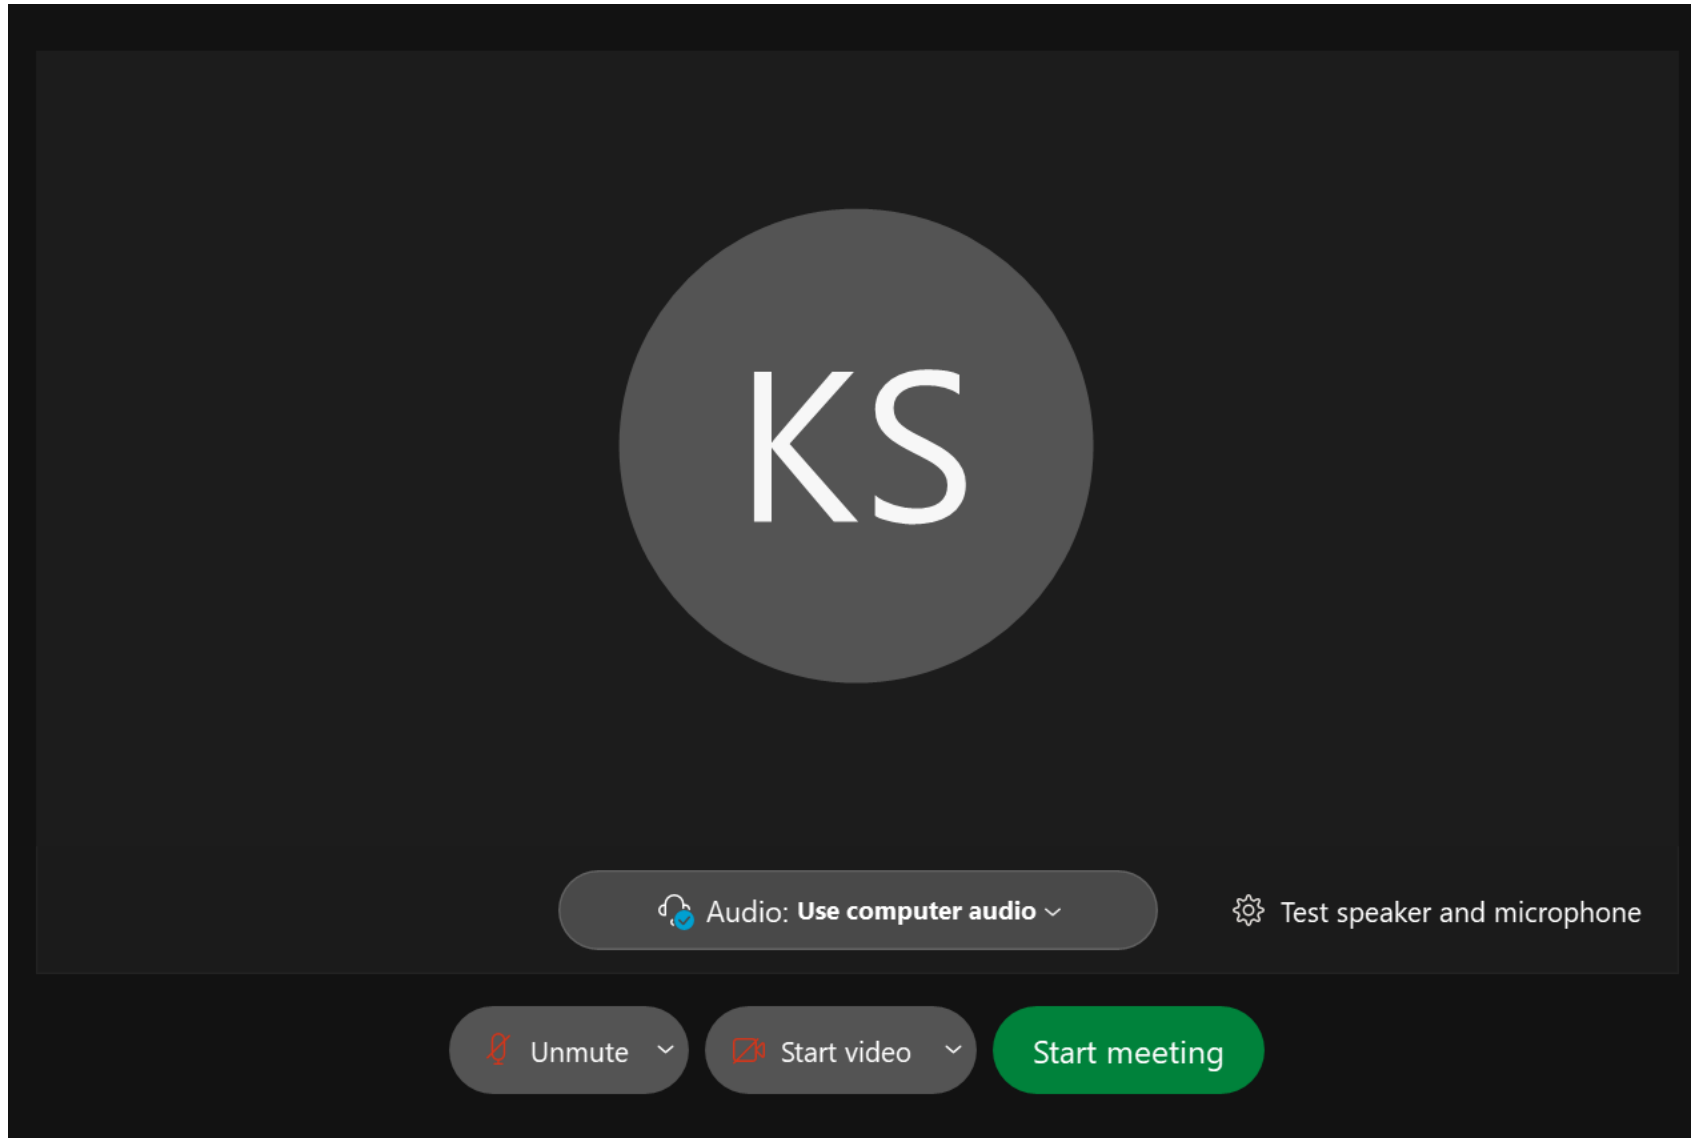 KS
Audio: Use computer audio
Test speaker and microphone
Unmute
Start video
Start meeting